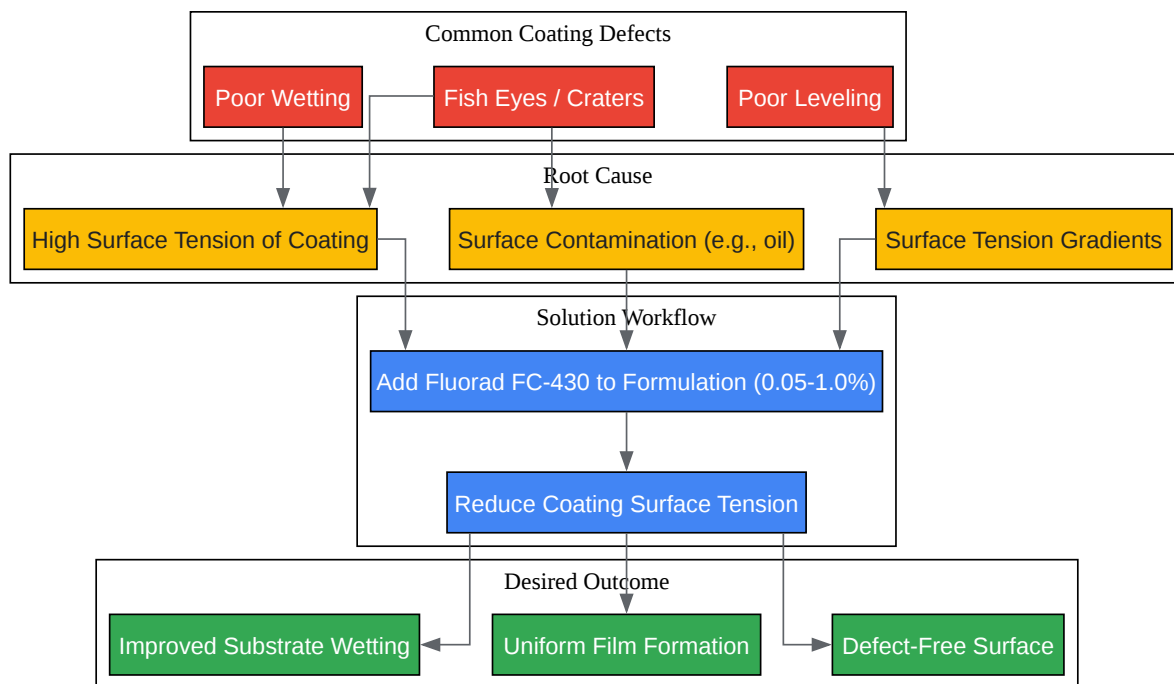 Common Coating Defects
Poor Wetting
Fish Eyes / Craters
Poor Leveling
Root Cause
High Surface Tension of Coating
Surface Contamination (e.g., oil)
Surface Tension Gradients
Solution Workflow
Add Fluorad FC-430 to Formulation (0.05-1.0%)
Reduce Coating Surface Tension
Desired Outcome
Improved Substrate Wetting
Uniform Film Formation
Defect-Free Surface